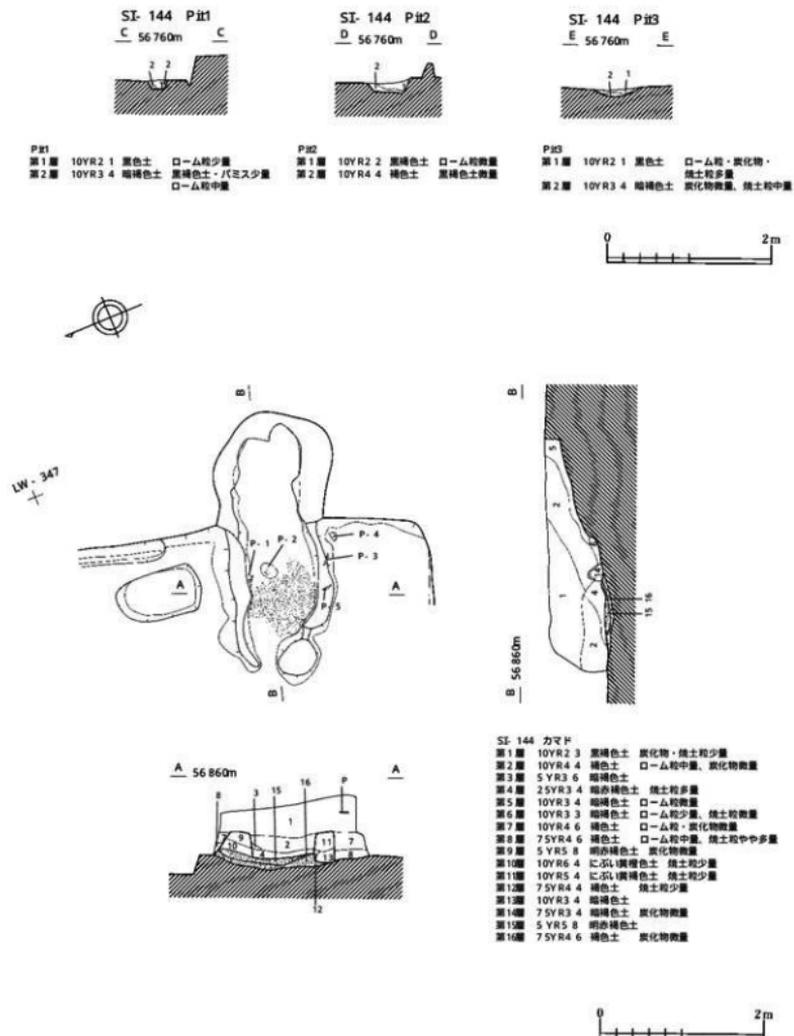 SI- 144 Pit1
C 56 760m C
2 2
SI- 144 Pit2
D 56 760m D
2
SI- 144 Pit3
E 56 760m E
2 1
Pit1
第1層 10YR2 1 黒色土 ローム粒少量
第2層 10YR3 4 暗褐色土 黒褐色土・パミス少量
ローム粒中量
Pit2
第1層 10YR2 2 黒褐色土 ローム粒微量
第2層 10YR4 4 褐色土 黒褐色土微量
Pit3
第1層 10YR2 1 黒色土 ローム粒・炭化物・
焼土粒多量
第2層 10YR3 4 暗褐色土 炭化物微量、焼土粒中量
0 2m
LW- 347
B
P- 1
P- 2
P- 4
P- 3
P- 5
A A
B
B
5
2
1
4
2
16
15
B 56 860m
A 56 860m A
8 3 15 16 P
1
9 2 11 7
10 4 13 8
12
SI- 144 カマド
第1層 10YR2 3 黒褐色土 炭化物・焼土粒少量
第2層 10YR4 4 褐色土 ローム粒中量、炭化物微量
第3層 5 YR3 6 暗褐色土
第4層 25YR3 4 暗赤褐色土 焼土粒多量
第5層 10YR3 4 暗褐色土 ローム粒微量
第6層 10YR3 3 暗褐色土 ローム粒少量、焼土粒微量
第7層 10YR4 6 褐色土 ローム粒・炭化物微量
第8層 75YR4 6 褐色土 ローム粒中量、焼土粒やや多量
第9層 5 YR5 8 明赤褐色土 炭化物微量
第10層 10YR6 4 にぶい黄橙色土 焼土粒少量
第11層 10YR5 4 にぶい黄褐色土 焼土粒少量
第12層 75YR4 4 褐色土 焼土粒少量
第13層 10YR3 4 暗褐色土
第14層 75YR3 4 暗褐色土 炭化物微量
第15層 5 YR5 8 明赤褐色土
第16層 75YR4 6 褐色土 炭化物微量
0 2m